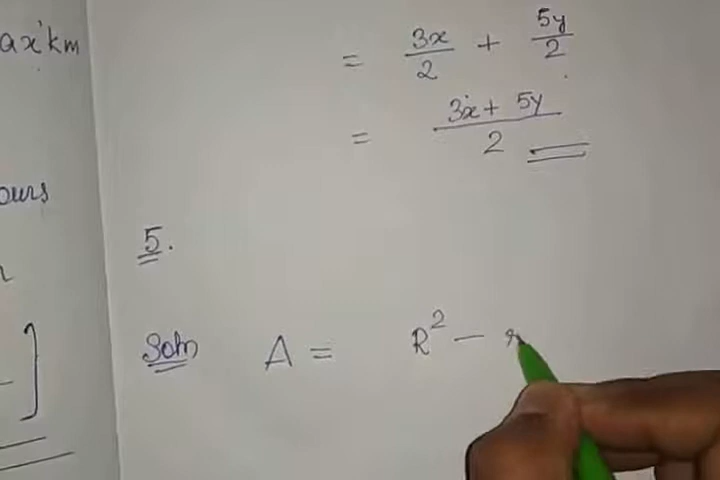 ax km
= 3x/2 + 5y/2
= 3x + 5y / 2
ours
5.
Soln A = R² -